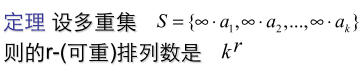 定理 设多重集 S = {∞·a₁,∞·a₂,...,∞·aₖ}
则的r-(可重)排列数是 kʳ